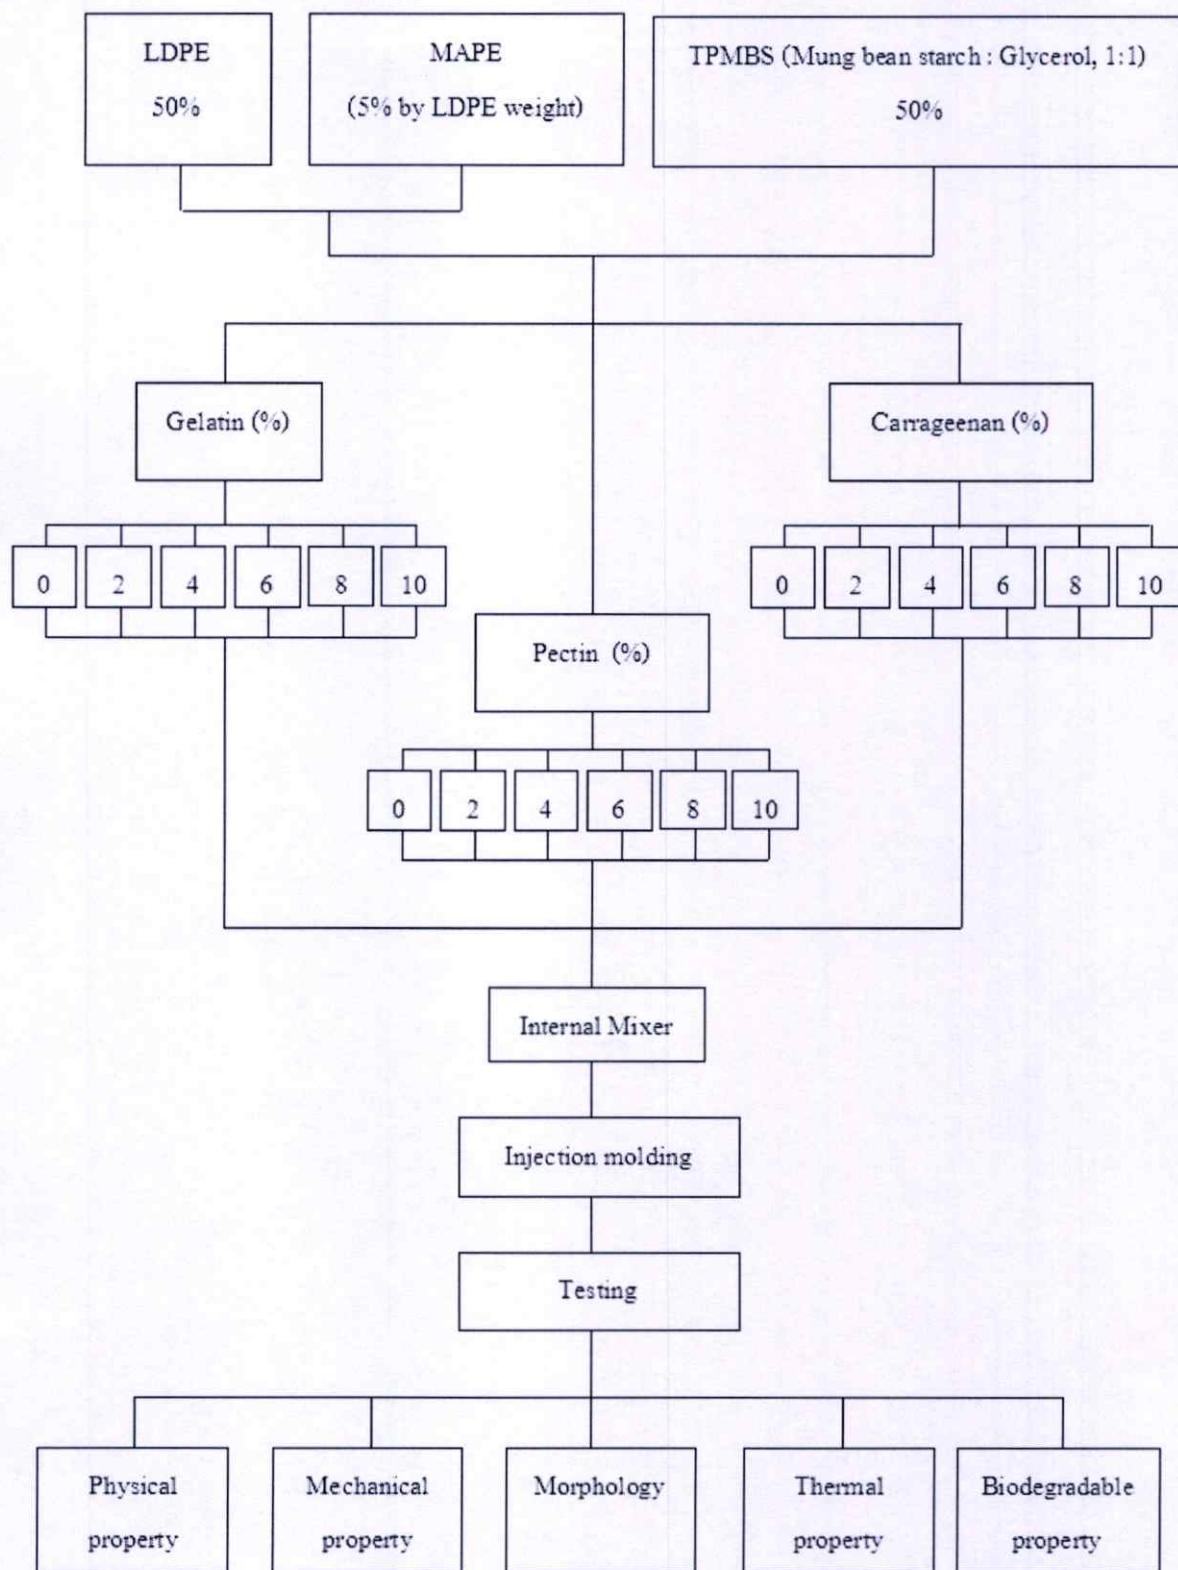 LDPE
50%
MAPE
(5% by LDPE weight)
TPMBS (Mung bean starch : Glycerol, 1:1)
50%
Gelatin (%)
Carrageenan (%)
0 2 4 6 8 10
0 2 4 6 8 10
Pectin (%)
0 2 4 6 8 10
Internal Mixer
Injection molding
Testing
Physical
property
Mechanical
property
Morphology
Thermal
property
Biodegradable
property